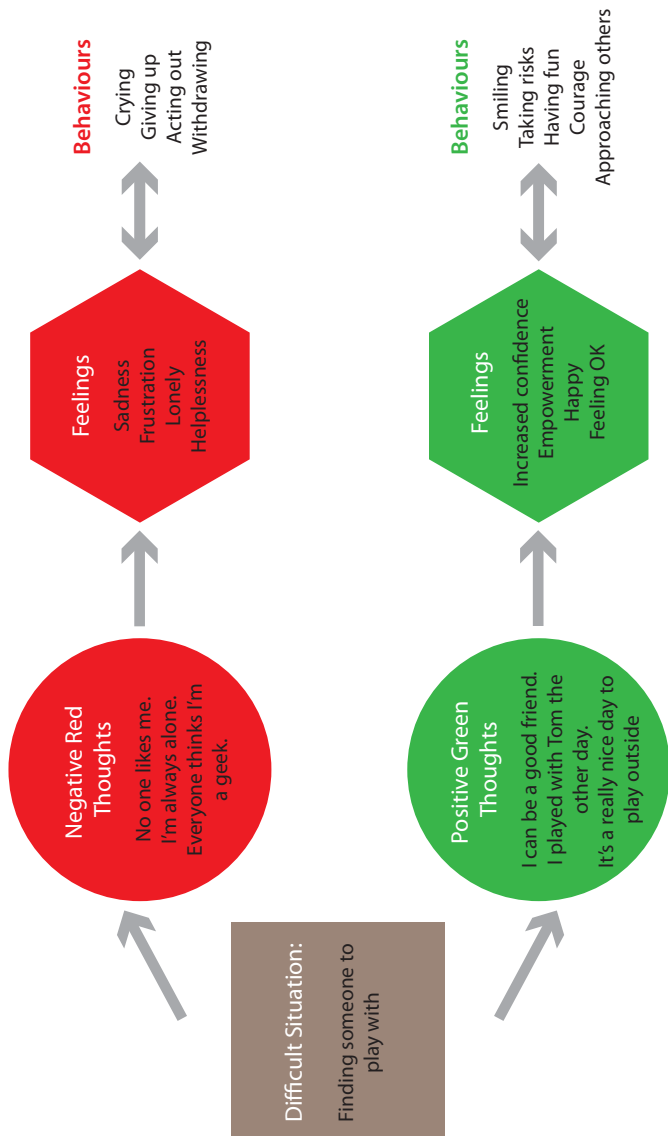 Difficult Situation:
Finding someone to
play with
Negative Red
Thoughts
No one likes me.
I'm always alone.
Everyone thinks I'm
a geek.
Feelings
Sadness
Frustration
Lonely
Helplessness
Behaviours
Crying
Giving up
Acting out
Withdrawing
Positive Green
Thoughts
I can be a good friend.
I played with Tom the
other day.
It's a really nice day to
play outside
Feelings
Increased confidence
Empowerment
Happy
Feeling OK
Behaviours
Smiling
Taking risks
Having fun
Courage
Approaching others